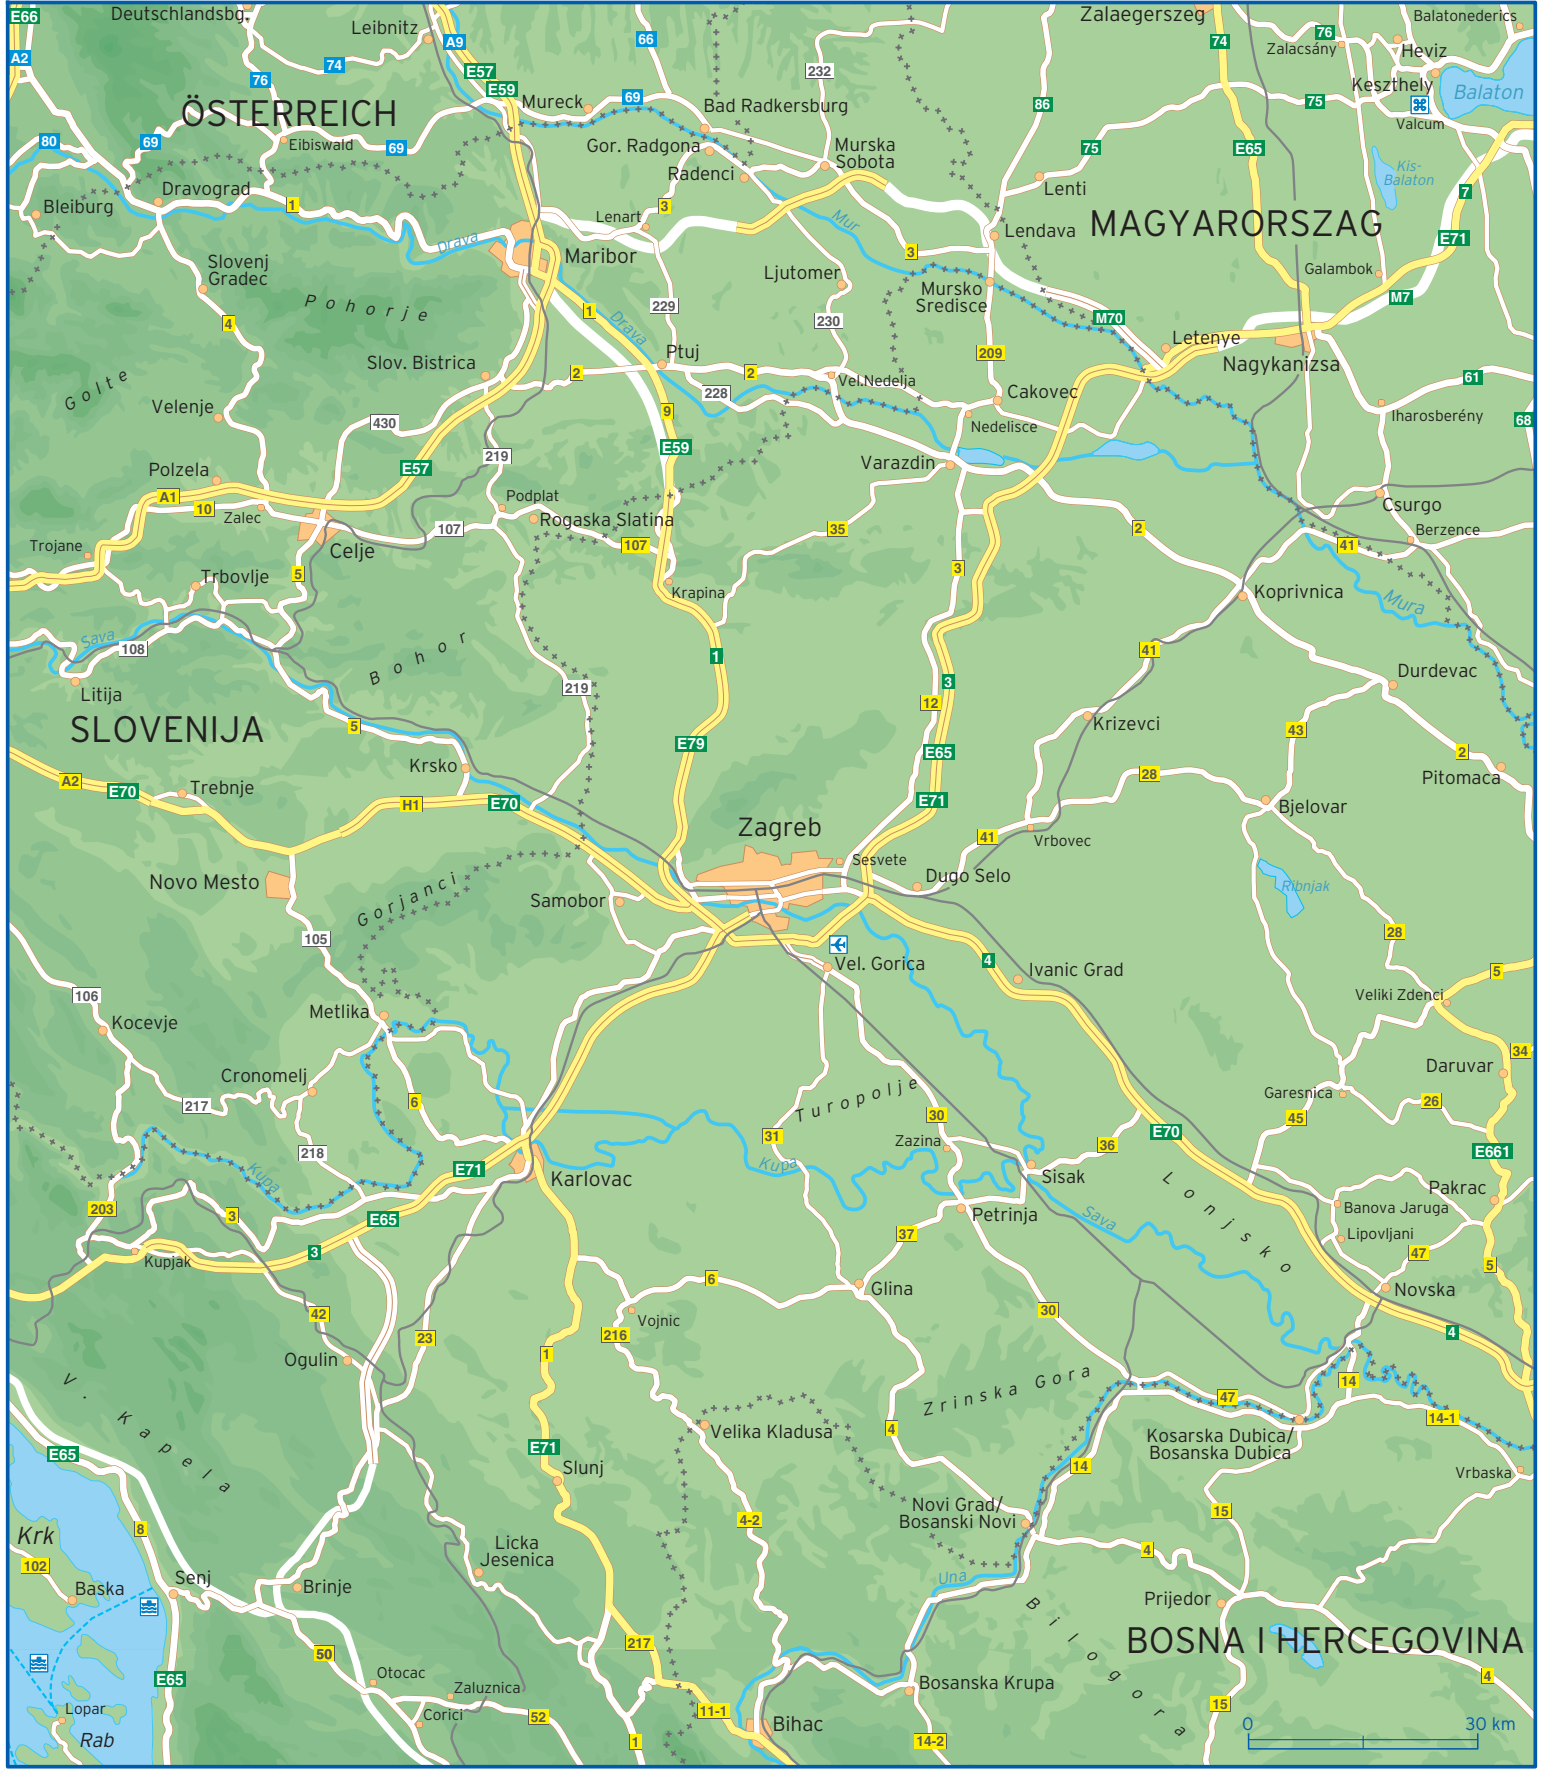 E66
Deutschlandsbg.
Leibnitz
A9
66
Zalaegerszeg
74
76
Balatonederics
A2
74
76
E57
232
Zalacsány
Heviz
E59
Mureck
69
Bad Radkersburg
86
75
Keszthely
Balaton
ÖSTERREICH
Valcum
80
69
Eibiswald
69
Gor. Radgona
Murska
Sobota
75
E65
Radenci
Kis-
Balaton
Dravograd
Lenti
7
Bleiburg
1
Lenart
3
Mur
Lendava
MAGYARORSZAG
E71
Drava
Maribor
3
Slovenj
Gradec
Ljutomer
Galambok
Mursko
Sredisce
Pohorje
229
M7
4
1
Drava
230
M70
Letenye
Slov. Bistrica
Ptuj
209
Nagykanizsa
Golte
2
2
Vel.Nedelja
61
228
Cakovec
Velenje
9
Iharosberény
68
430
Nedelisce
E59
219
Varazdin
Polzela
E57
A1
Podplat
10
Zalec
Rogaska Slatina
Csurgo
107
35
2
Berzence
Trojane
Celje
107
41
Trbovlje
5
3
Krapina
Koprivnica
Mura
Sava
108
1
41
Bohor
Litija
219
3
Durdevac
12
SLOVENIJA
5
Krizevci
43
E79
E65
2
Krsko
Pitomaca
A2
E70
Trebnje
28
H1
E70
E71
Bjelovar
Zagreb
41
Vrbovec
Sesvete
Novo Mesto
Dugo Selo
Ribnjak
Gorjanci
Samobor
105
28
Vel. Gorica
4
Ivanic Grad
5
106
Veliki Zdenci
Metlika
Kocevje
34
Daruvar
Cronomelj
Turopolje
Garesnica
217
6
30
26
45
31
Zazina
36
E70
218
E71
Kupa
E661
Kupa
Karlovac
Sisak
Lonjsko
Pakrac
203
3
E65
Petrinja
Sava
Banova Jaruga
Lipovljani
3
37
47
Kupjak
5
6
Glina
Novska
42
Vojnic
30
23
216
4
Ogulin
1
14
V. Kapela
Zrinska Gora
47
Velika Kladusa
4
14-1
E65
E71
Kosarska Dubica/
Bosanska Dubica
14
Slunj
Vrbaska
Novi Grad/
Bosanski Novi
15
8
4-2
Krk
Licka
Jesenica
4
102
Una
Baska
Senj
Brinje
Prijedor
Bilogora
BOSNA I HERCEGOVINA
50
217
E65
Otocac
Bosanska Krupa
4
Zaluznica
Lopar
11-1
15
Corici
52
Bihac
0
30 km
Rab
1
14-2